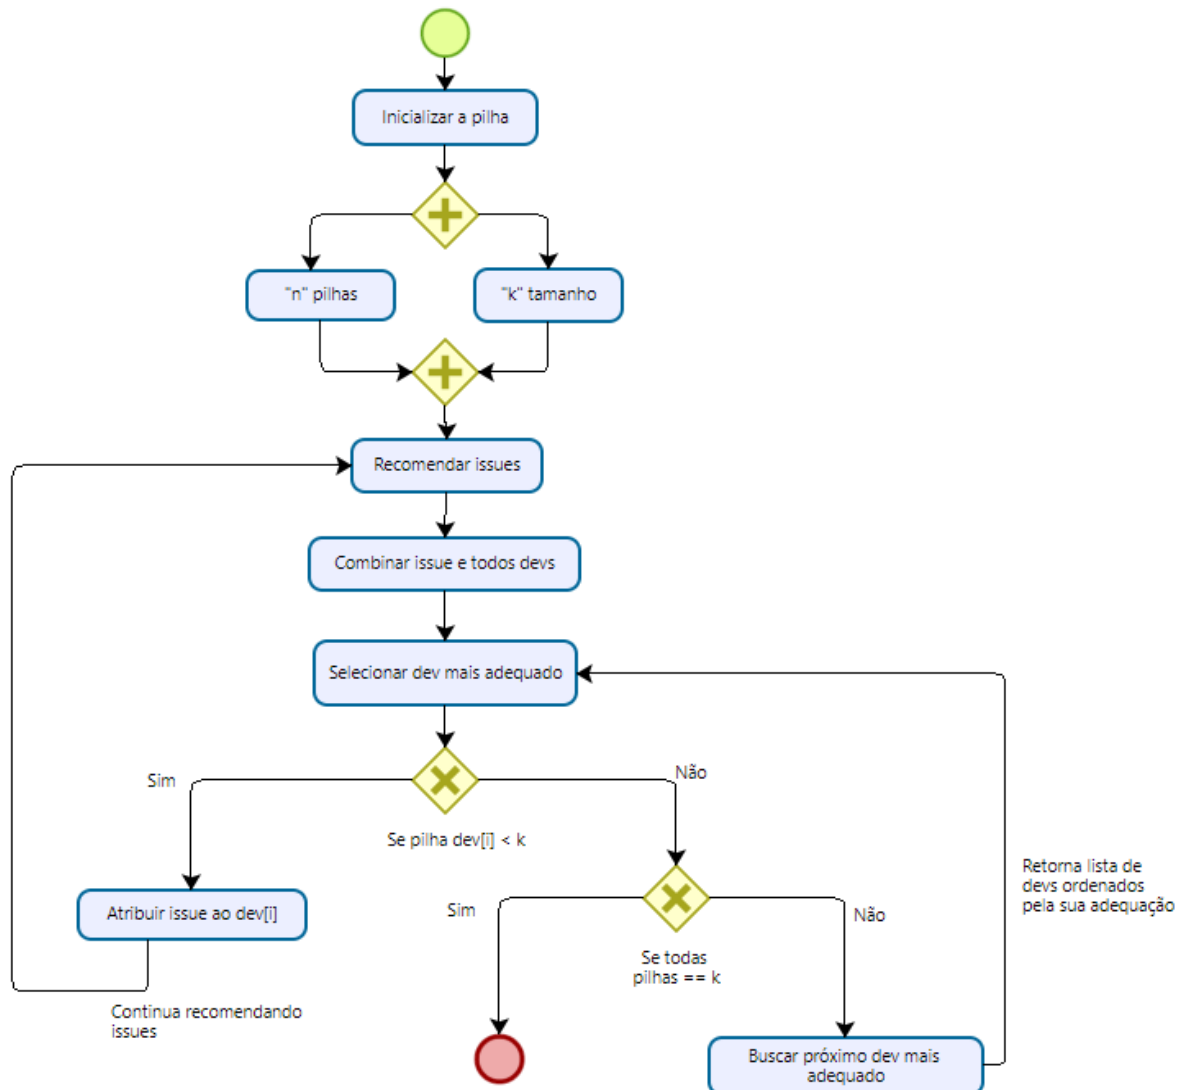 Inicializar a pilha
"n" pilhas
"k" tamanho
Recomendar issues
Combinar issue e todos devs
Selecionar dev mais adequado
Sim
Não
Se pilha dev[i] < k
Atribuir issue ao dev[i]
Continua recomendando
issues
Sim
Não
Se todas
pilhas == k
Retorna lista de
devs ordenados
pela sua adequação
Buscar próximo dev mais
adequado